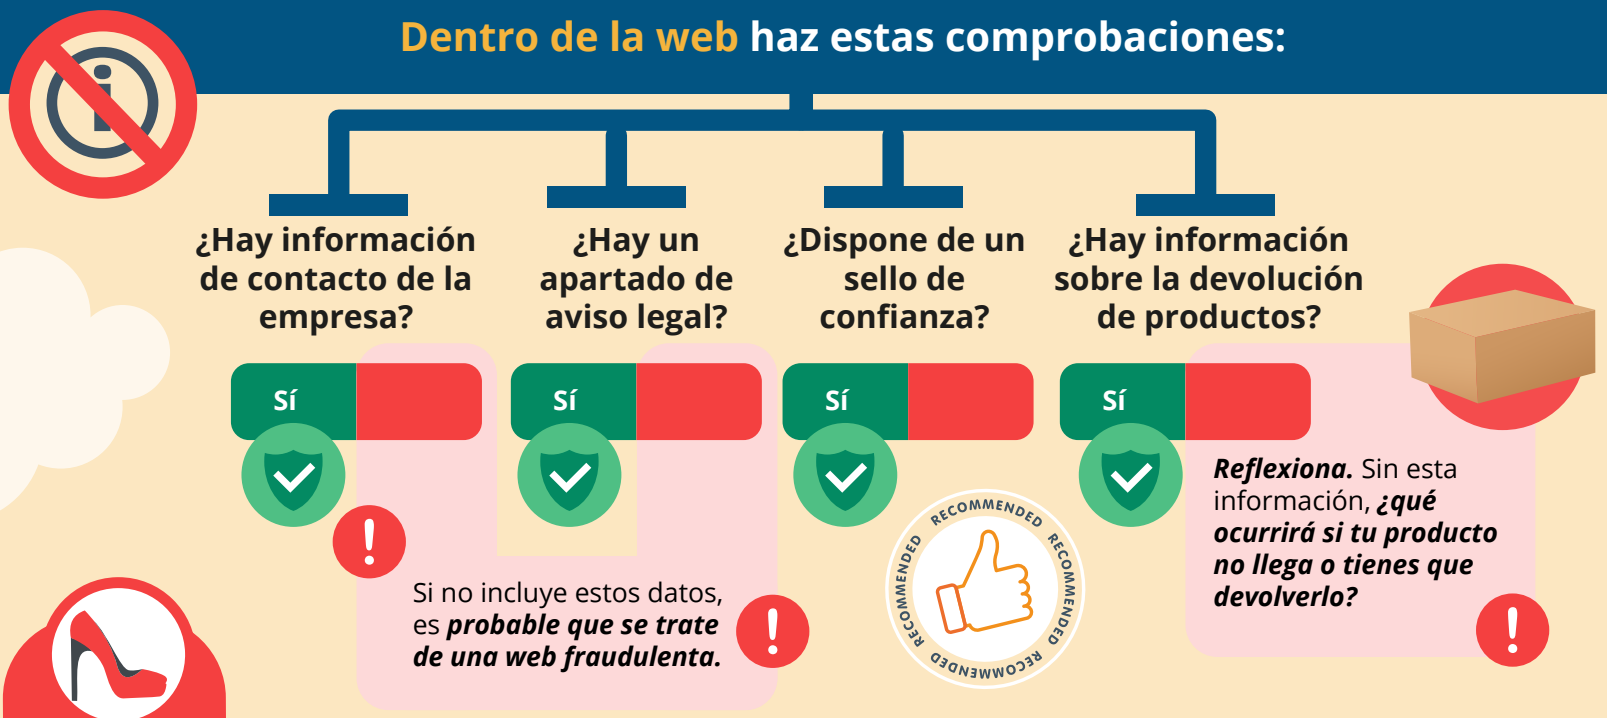 Dentro de la web haz estas comprobaciones:
¿Hay información
de contacto de la
empresa?
Sí
¿Hay un
apartado de
aviso legal?
Sí
Si no incluye estos datos,
es probable que se trate
de una web fraudulenta.
¿Dispone de un
sello de
confianza?
Sí
RECOMMENDED RECOMMENDED RECOMMENDED RECOMMENDED RECOMMENDED
¿Hay información
sobre la devolución
de productos?
Sí
Reflexiona. Sin esta
información, ¿qué
ocurrirá si tu producto
no llega o tienes que
devolverlo?